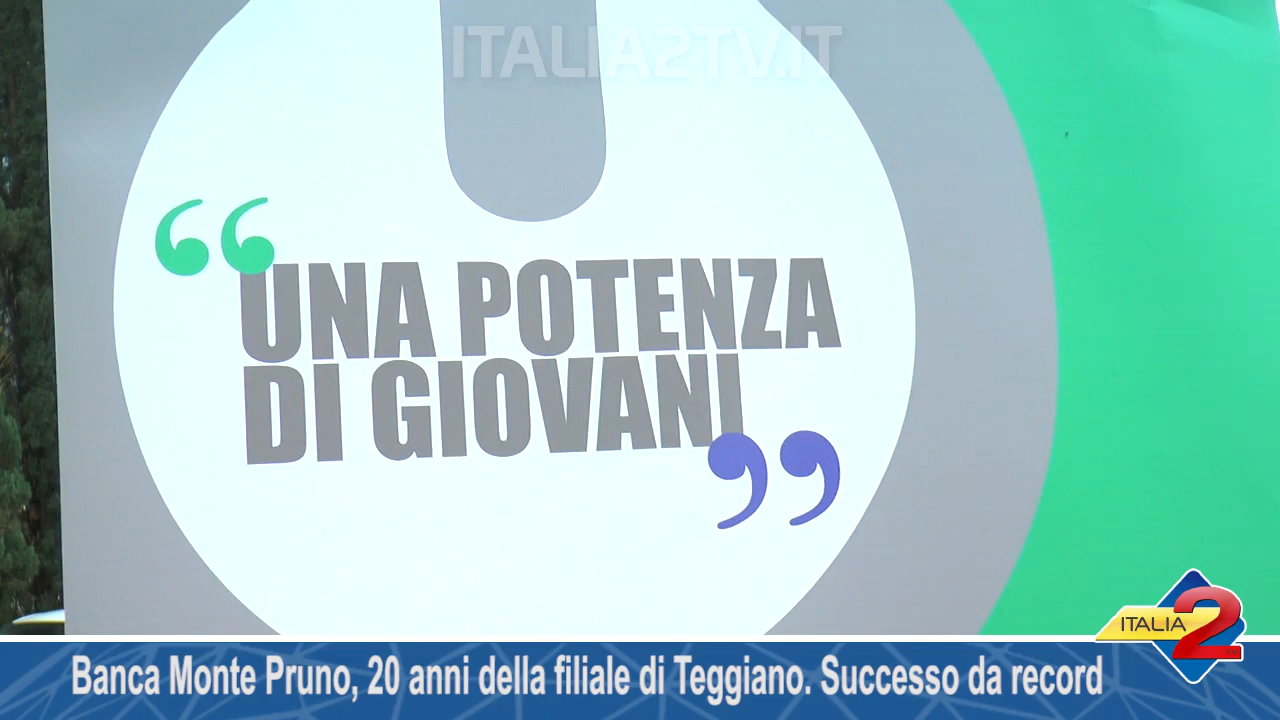 ITALIA2TV.IT
“UNA POTENZA
DI GIOVANI”
ITALIA 2
Banca Monte Pruno, 20 anni della filiale di Teggiano. Successo da record